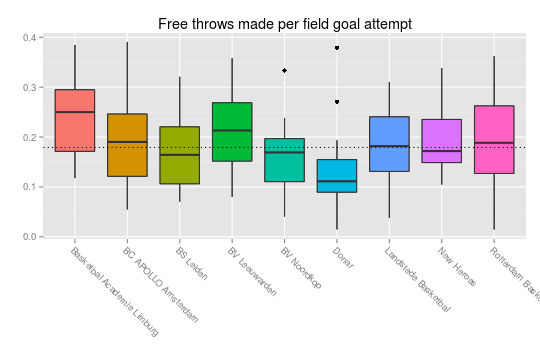 Free throws made per field goal attempt
0.4
0.3
0.2
0.1
0.0
Basketbal Academie Limburg
BC APOLLO Amsterdam
BS Leiden
BV Leeuwarden
BV Noordkop
Donar
Landstede Basketbal
New Heroes
Rotterdam